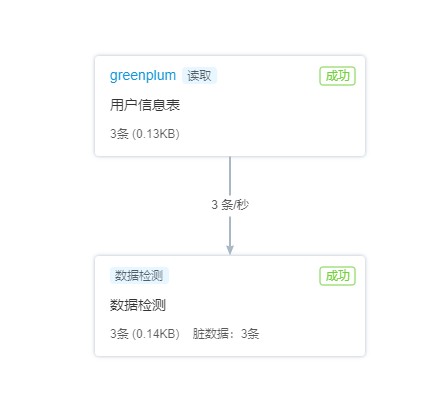 greenplum 读取 成功
用户信息表
3条 (0.13KB)
3 条/秒
数据检测 成功
数据检测
3条 (0.14KB) 脏数据：3条